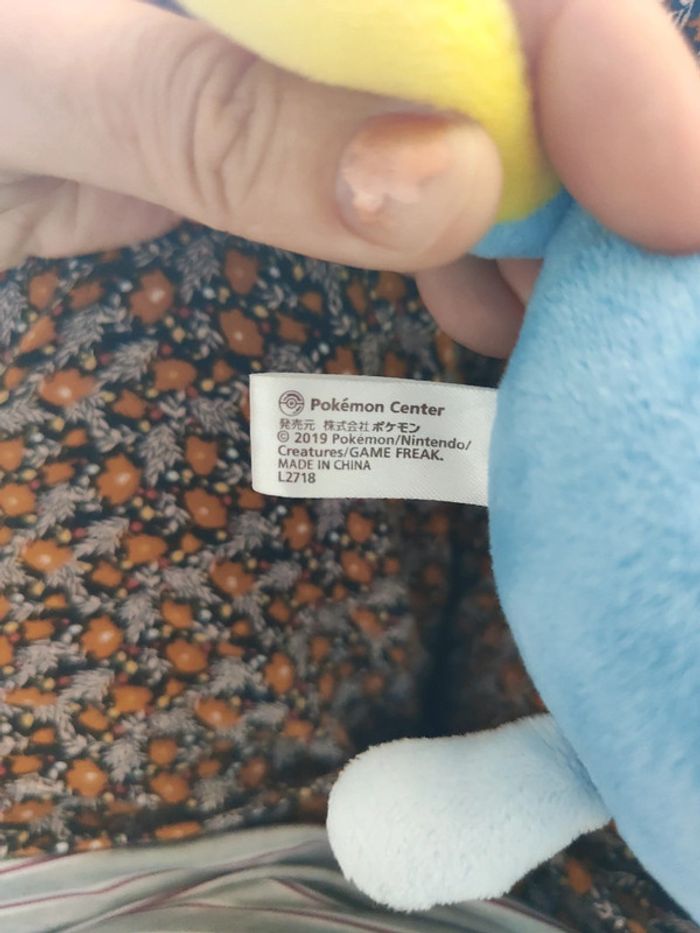 Pokémon Center
発売元 株式会社ポケモン
© 2019 Pokémon/Nintendo/
Creatures/GAME FREAK.
MADE IN CHINA
L2718